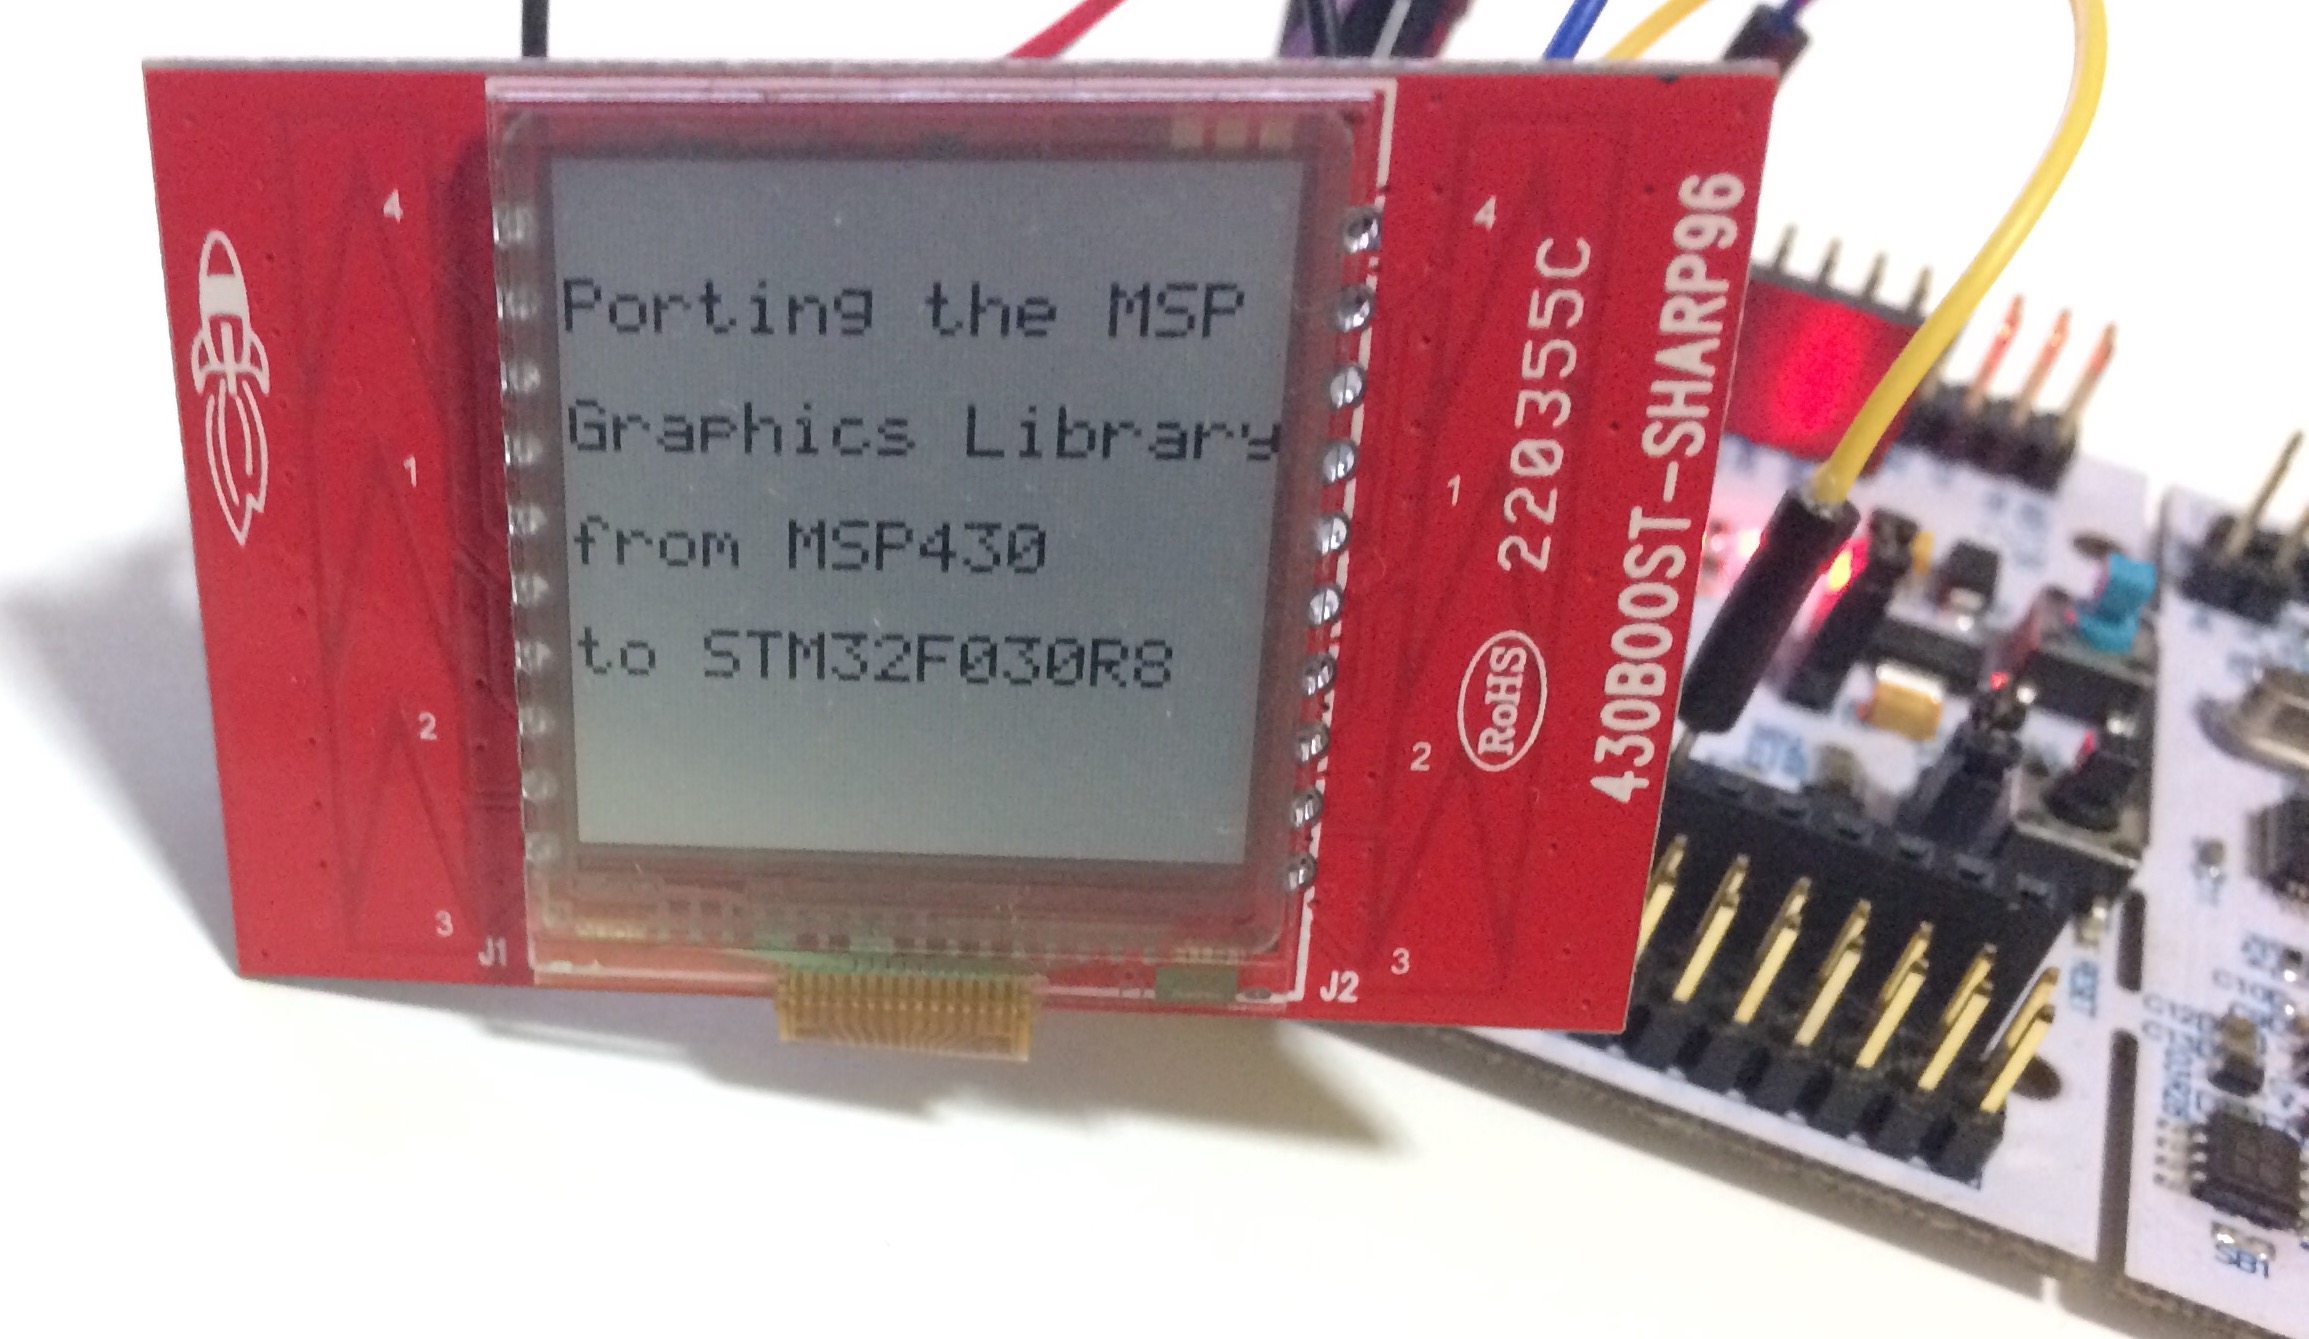 Porting the MSP
Graphics Library
from MSP430
to STM32F030R8
4
1
2
3
J1
4
1
2
3
J2
220355C
RoHS
430BOOST-SHARP96
SB1